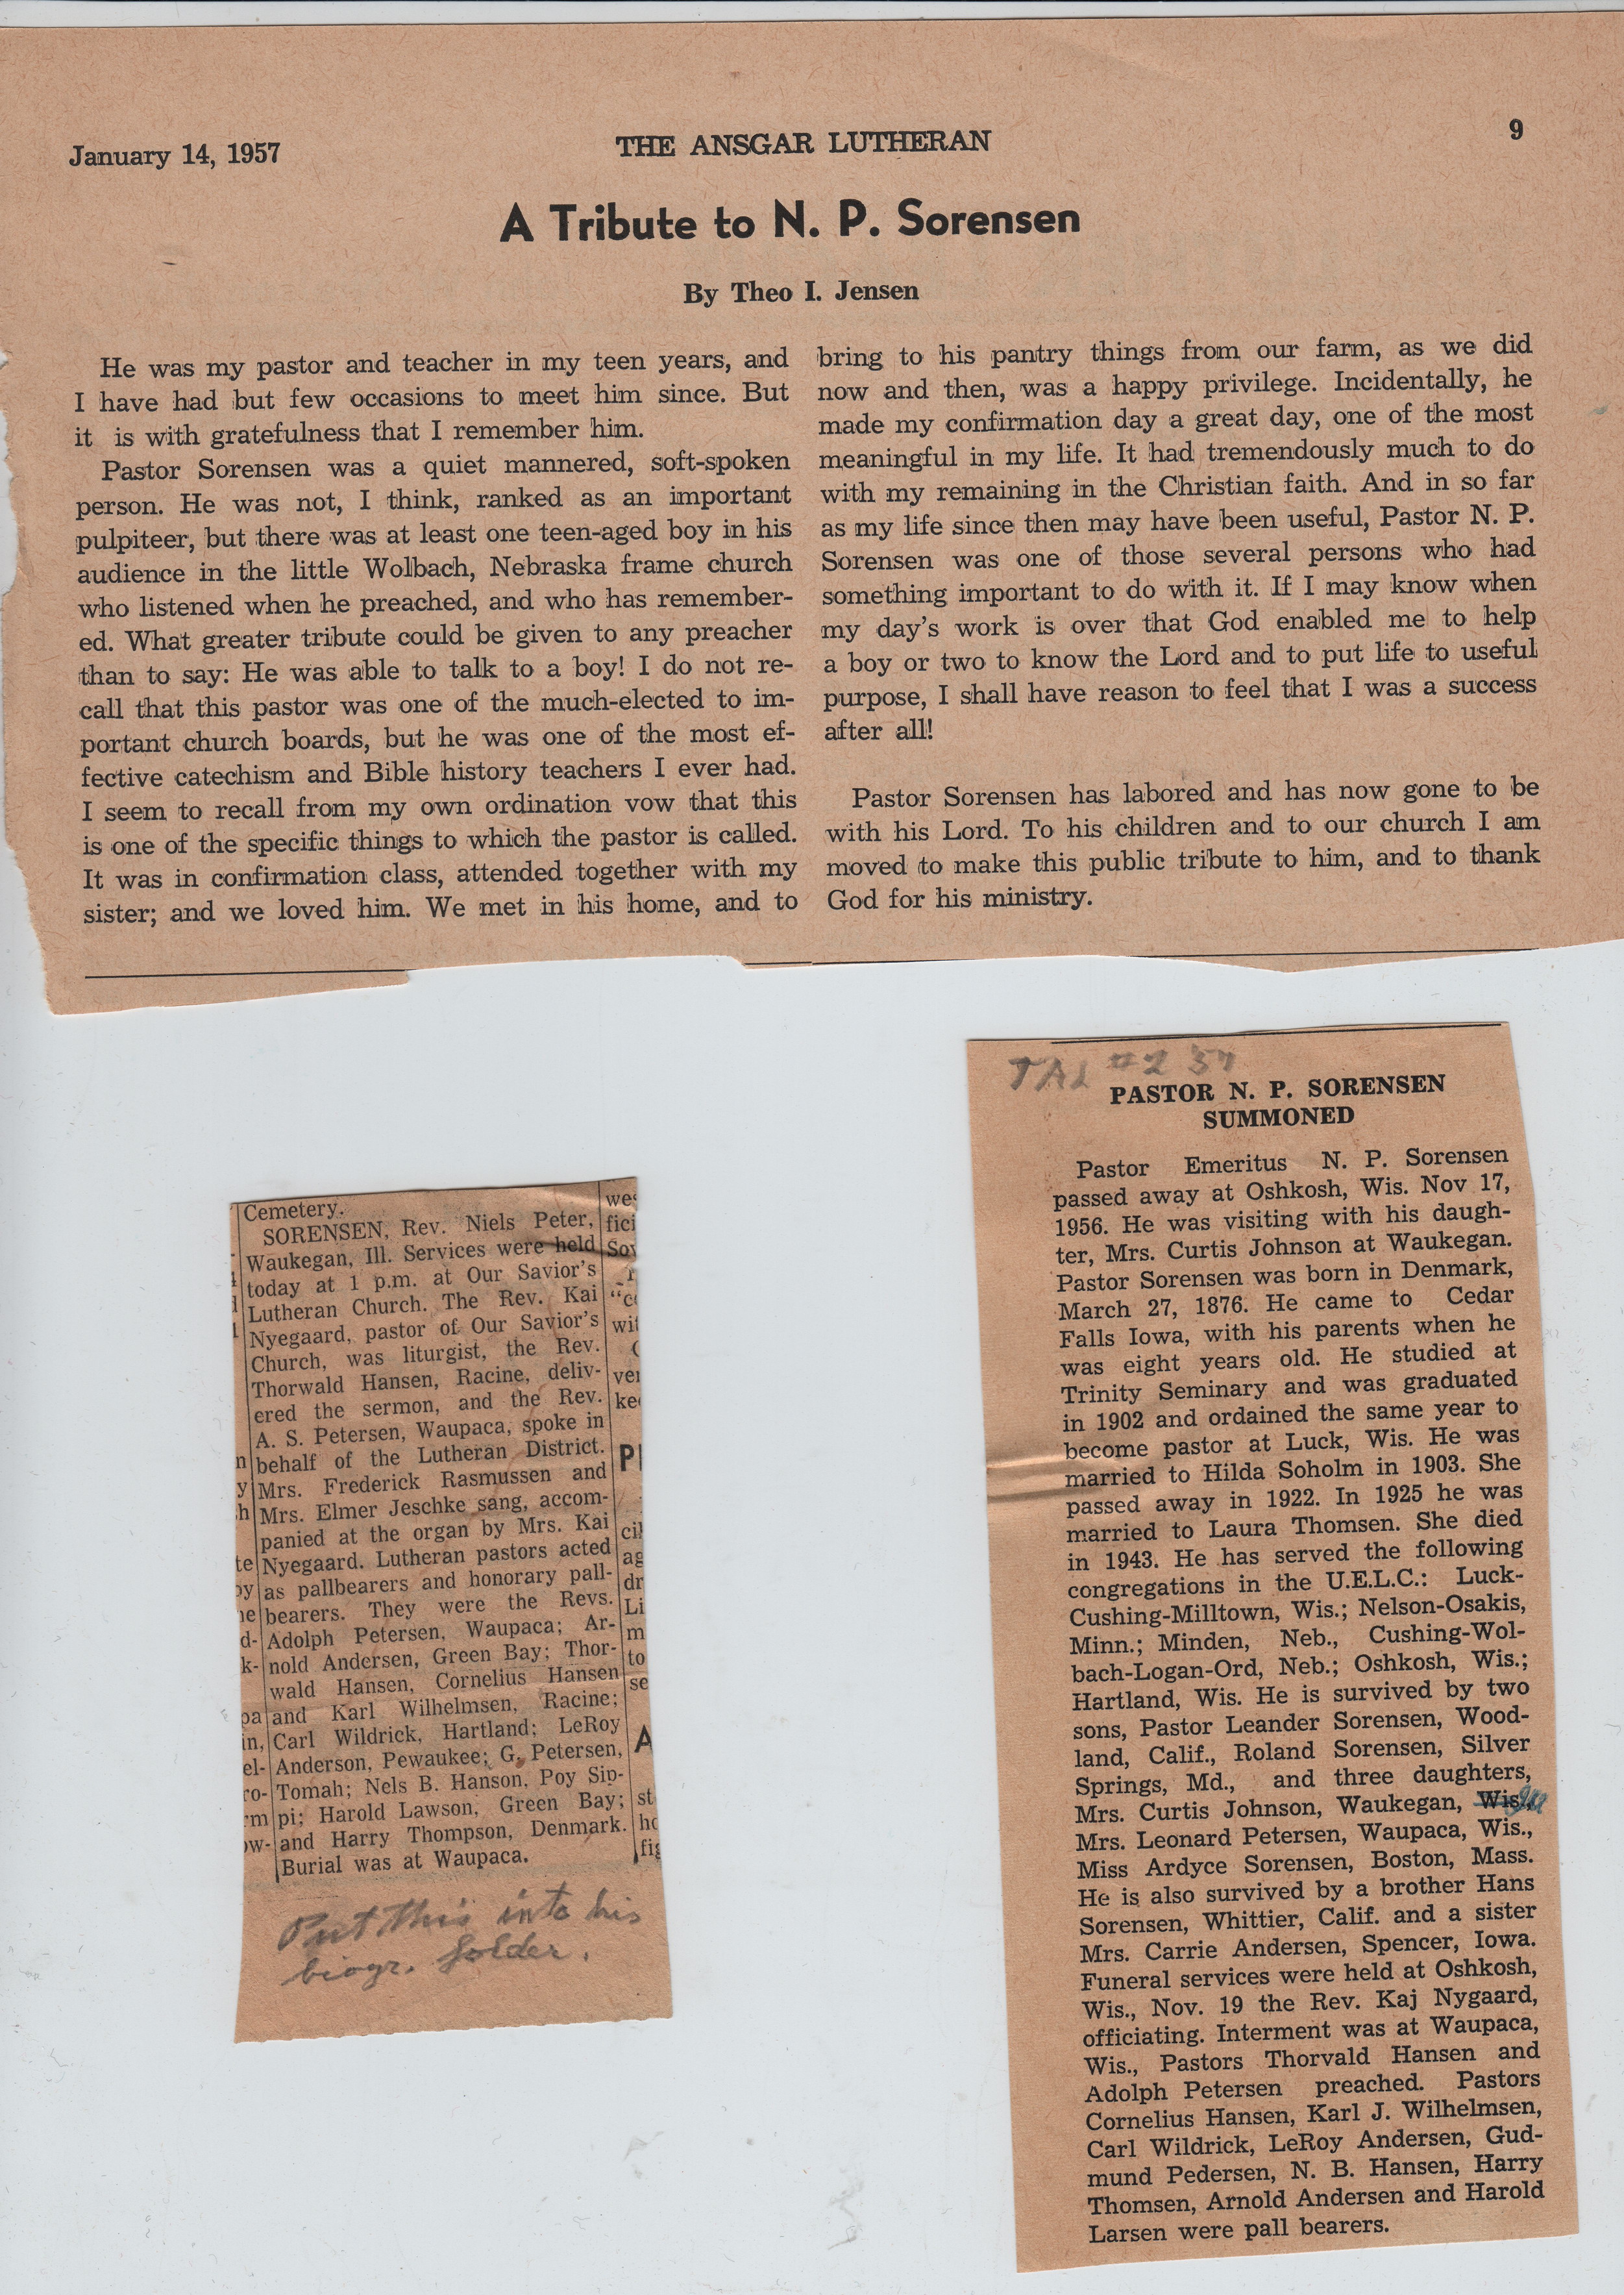 January 14, 1957
THE ANSGAR LUTHERAN
9
A Tribute to N. P. Sorensen
By Theo I. Jensen
He was my pastor and teacher in my teen years, and
I have had but few occasions to meet him since. But
it is with gratefulness that I remember him.
Pastor Sorensen was a quiet mannered, soft-spoken
person. He was not, I think, ranked as an important
pulpiteer, but there was at least one teen-aged boy in his
audience in the little Wolbach, Nebraska frame church
who listened when he preached, and who has remember-
ed. What greater tribute could be given to any preacher
than to say: He was able to talk to a boy! I do not re-
call that this pastor was one of the much-elected to im-
portant church boards, but he was one of the most ef-
fective catechism and Bible history teachers I ever had.
I seem to recall from my own ordination vow that this
is one of the specific things to which the pastor is called.
It was in confirmation class, attended together with my
sister; and we loved him. We met in his home, and to
bring to his pantry things from our farm, as we did
now and then, was a happy privilege. Incidentally, he
made my confirmation day a great day, one of the most
meaningful in my life. It had tremendously much to do
with my remaining in the Christian faith. And in so far
as my life since then may have been useful, Pastor N. P.
Sorensen was one of those several persons who had
something important to do with it. If I may know when
my day's work is over that God enabled me to help
a boy or two to know the Lord and to put life to useful
purpose, I shall have reason to feel that I was a success
after all!
Pastor Sorensen has labored and has now gone to be
with his Lord. To his children and to our church I am
moved to make this public tribute to him, and to thank
God for his ministry.
Cemetery.
SORENSEN, Rev. Niels Peter,
Waukegan, Ill. Services were held
today at 1 p.m. at Our Savior's
Lutheran Church. The Rev. Kai
Nyegaard, pastor of Our Savior's
Church, was liturgist, the Rev.
Thorwald Hansen, Racine, deliv-
ered the sermon, and the Rev.
A. S. Petersen, Waupaca, spoke in
behalf of the Lutheran District.
Mrs. Frederick Rasmussen and
Mrs. Elmer Jeschke sang, accom-
panied at the organ by Mrs. Kai
Nyegaard. Lutheran pastors acted
as pallbearers and honorary pall-
bearers. They were the Revs.
Adolph Petersen, Waupaca; Ar-
nold Andersen, Green Bay; Thor-
wald Hansen, Cornelius Hansen
and Karl Wilhelmsen, Racine;
Carl Wildrick, Hartland; LeRoy
Anderson, Pewaukee; G. Petersen,
Tomah; Nels B. Hanson, Poy Sip-
pi; Harold Lawson, Green Bay;
and Harry Thompson, Denmark.
Burial was at Waupaca.
Put this into his
biogr. folder.
TAL #2 57
PASTOR N. P. SORENSEN
SUMMONED
Pastor Emeritus N. P. Sorensen
passed away at Oshkosh, Wis. Nov 17,
1956. He was visiting with his daugh-
ter, Mrs. Curtis Johnson at Waukegan.
Pastor Sorensen was born in Denmark,
March 27, 1876. He came to Cedar
Falls Iowa, with his parents when he
was eight years old. He studied at
Trinity Seminary and was graduated
in 1902 and ordained the same year to
become pastor at Luck, Wis. He was
married to Hilda Soholm in 1903. She
passed away in 1922. In 1925 he was
married to Laura Thomsen. She died
in 1943. He has served the following
congregations in the U.E.L.C.: Luck-
Cushing-Milltown, Wis.; Nelson-Osakis,
Minn.; Minden, Neb., Cushing-Wol-
bach-Logan-Ord, Neb.; Oshkosh, Wis.;
Hartland, Wis. He is survived by two
sons, Pastor Leander Sorensen, Wood-
land, Calif., Roland Sorensen, Silver
Springs, Md., and three daughters,
Mrs. Curtis Johnson, Waukegan, Wis.,
Mrs. Leonard Petersen, Waupaca, Wis.,
Miss Ardyce Sorensen, Boston, Mass.
He is also survived by a brother Hans
Sorensen, Whittier, Calif. and a sister
Mrs. Carrie Andersen, Spencer, Iowa.
Funeral services were held at Oshkosh,
Wis., Nov. 19 the Rev. Kaj Nygaard,
officiating. Interment was at Waupaca,
Wis., Pastors Thorvald Hansen and
Adolph Petersen preached. Pastors
Cornelius Hansen, Karl J. Wilhelmsen,
Carl Wildrick, LeRoy Andersen, Gud-
mund Pedersen, N. B. Hansen, Harry
Thomsen, Arnold Andersen and Harold
Larsen were pall bearers.